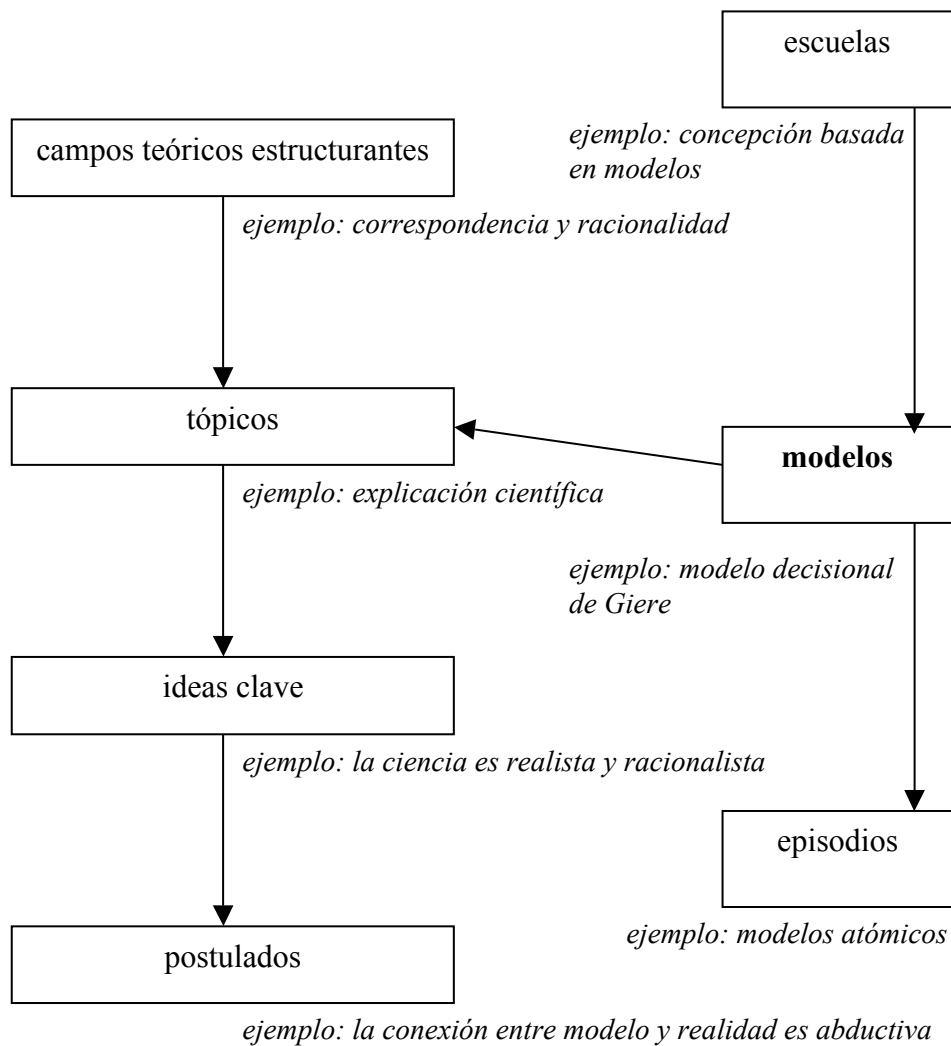 escuelas
ejemplo: concepción basada
en modelos
campos teóricos estructurantes
ejemplo: correspondencia y racionalidad
tópicos
ejemplo: explicación científica
modelos
ejemplo: modelo decisional
de Giere
ideas clave
ejemplo: la ciencia es realista y racionalista
episodios
ejemplo: modelos atómicos
postulados
ejemplo: la conexión entre modelo y realidad es abductiva